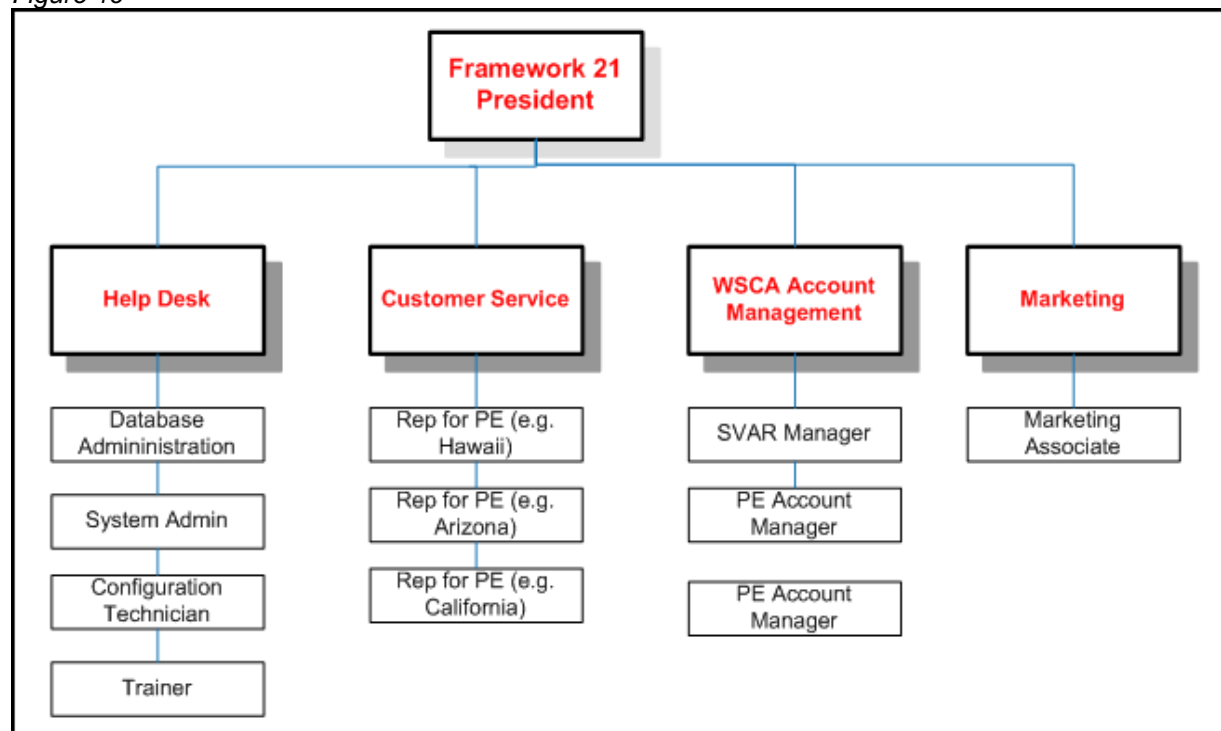 Figure
Framework 21
President
Help Desk
Customer Service
WSCA Account
Management
Marketing
Database
Admininistration
System Admin
Configuration
Technician
Trainer
Rep for PE (e.g.
Hawaii)
Rep for PE (e.g.
Arizona)
Rep for PE (e.g.
California)
SVAR Manager
PE Account
Manager
PE Account
Manager
Marketing
Associate